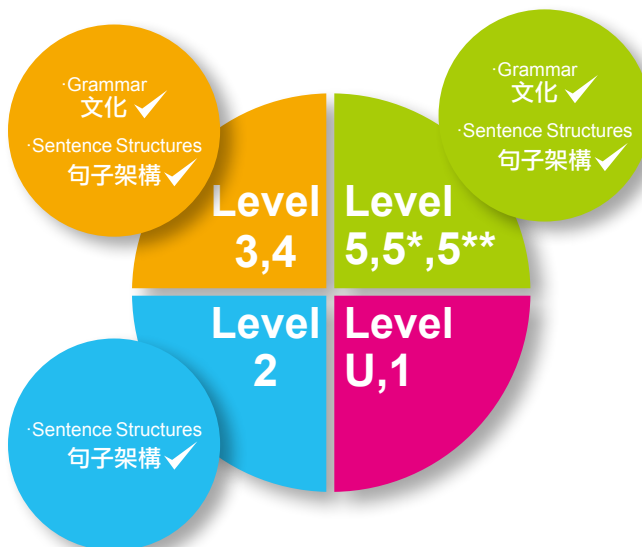 ·Grammar
文化
·Sentence Structures
句子架構
·Grammar
文化
·Sentence Structures
句子架構
Level
3,4
Level
5,5*,5**
Level
2
Level
U,1
·Sentence Structures
句子架構